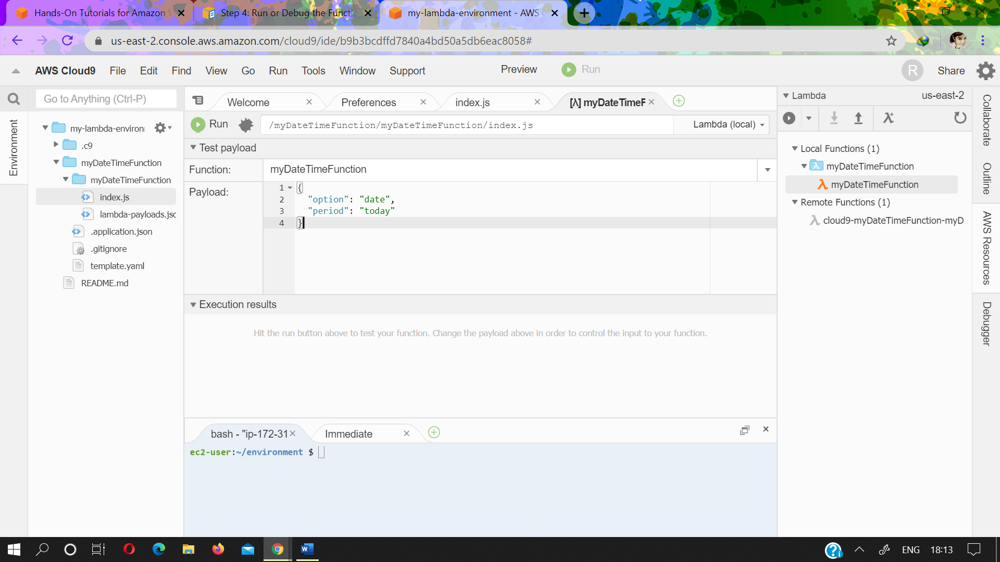 Hands-On Tutorials for Amazon
Step 4: Run or Debug the Functi
my-lambda-environment - AWS
us-east-2.console.aws.amazon.com/cloud9/ide/b9b3bcdffd7840a4bd50a5db6eac8058#
AWS Cloud9 File Edit Find View Go Run Tools Window Support Preview Run R Share
Go to Anything (Ctrl-P)
Welcome Preferences index.js [λ] myDateTimeF
Run /myDateTimeFunction/myDateTimeFunction/index.js Lambda (local)
Environment
my-lambda-environ
.c9
myDateTimeFunction
myDateTimeFunction
index.js
lambda-payloads.jso
.application.json
.gitignore
template.yaml
README.md
Test payload
Function: myDateTimeFunction
Payload:
1 {
2 "option": "date",
3 "period": "today"
4 }
Execution results
Hit the run button above to test your function. Change the payload above in order to control the input to your function.
bash - "ip-172-31 Immediate
ec2-user:~/environment $
Lambda us-east-2
Local Functions (1)
myDateTimeFunction
myDateTimeFunction
Remote Functions (1)
cloud9-myDateTimeFunction-myD
Collaborate
Outline
AWS Resources
Debugger
ENG 18:13